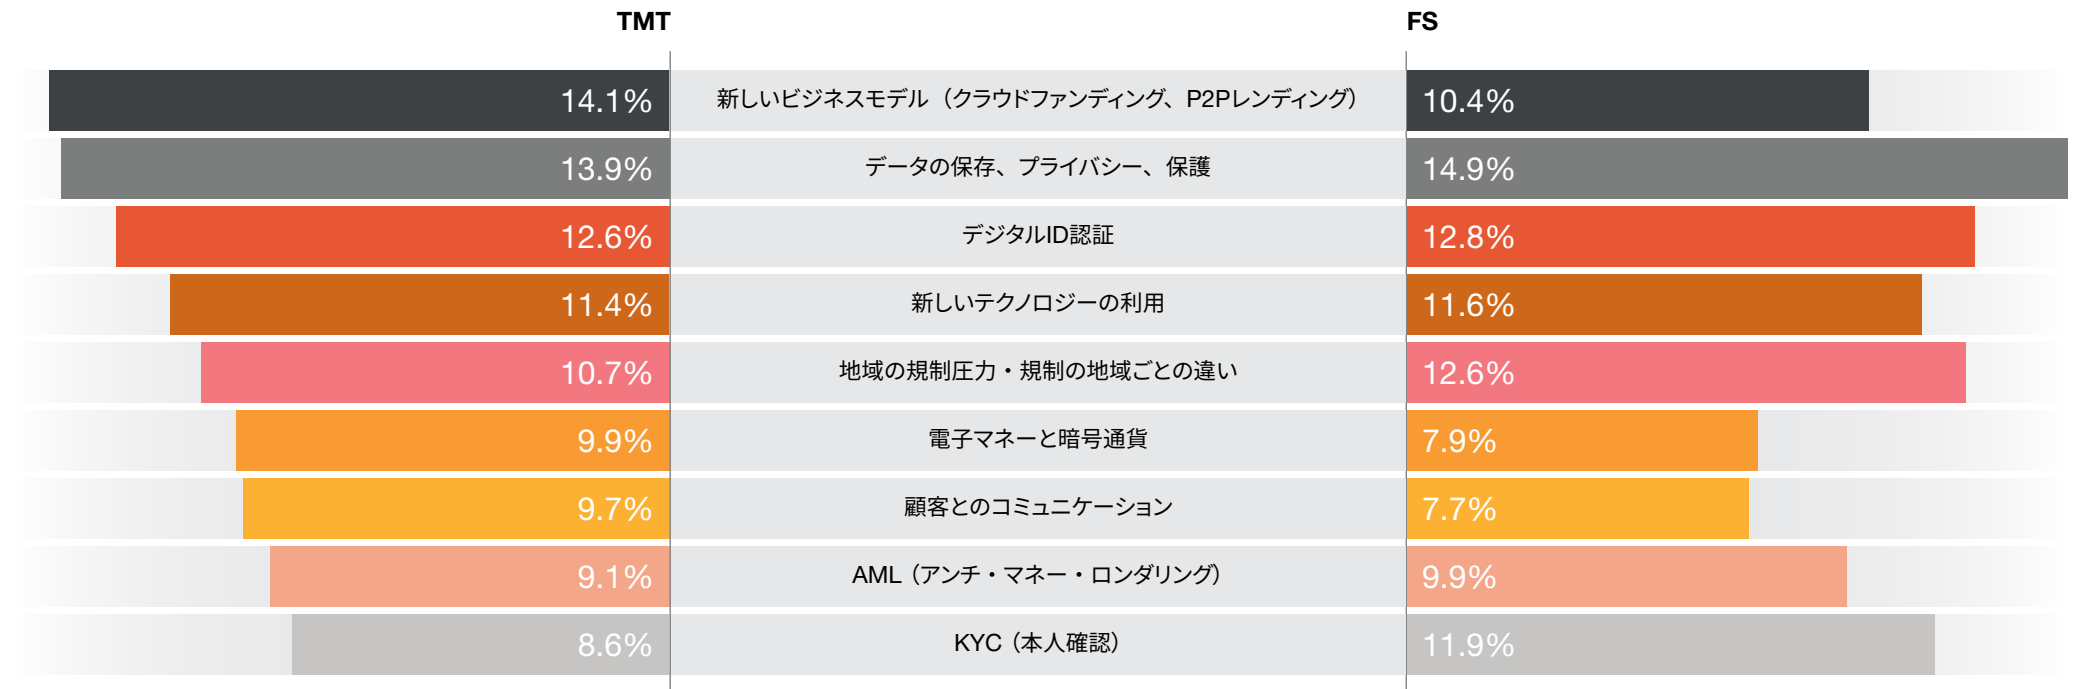 TMT FS
14.1% 新しいビジネスモデル（クラウドファンディング、P2Pレンディング） 10.4%
13.9% データの保存、プライバシー、保護 14.9%
12.6% デジタルID認証 12.8%
11.4% 新しいテクノロジーの利用 11.6%
10.7% 地域の規制圧力・規制の地域ごとの違い 12.6%
9.9% 電子マネーと暗号通貨 7.9%
9.7% 顧客とのコミュニケーション 7.7%
9.1% AML（アンチ・マネー・ロンダリング） 9.9%
8.6% KYC（本人確認） 11.9%